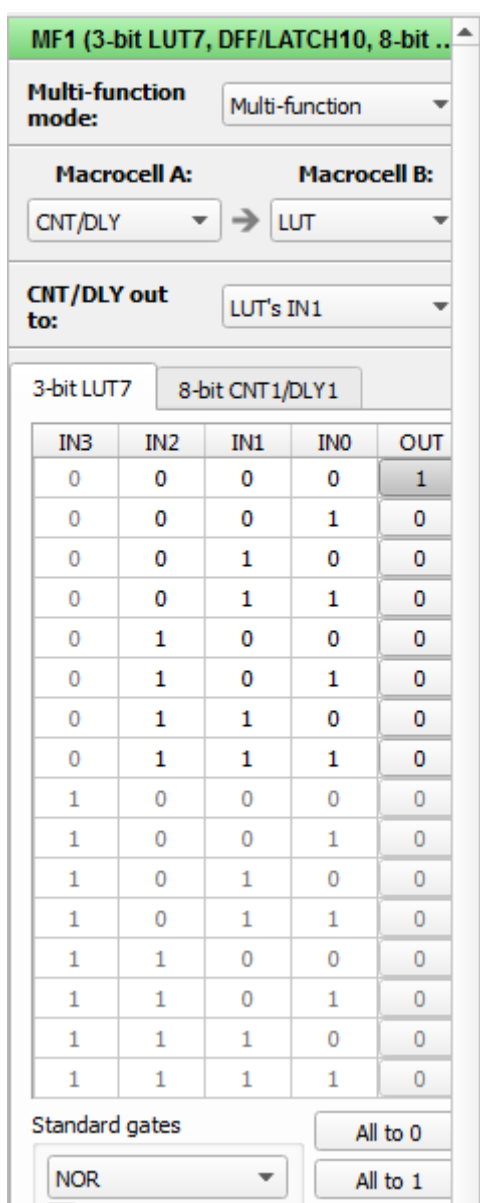 MF1 (3-bit LUT7, DFF/LATCH10, 8-bit ..
Multi-function mode:
Multi-function
Macrocell A: Macrocell B:
CNT/DLY LUT
CNT/DLY out to:
LUT's IN1
3-bit LUT7 8-bit CNT1/DLY1
IN3 IN2 IN1 IN0 OUT
0 0 0 0 1
0 0 0 1 0
0 0 1 0 0
0 0 1 1 0
0 1 0 0 0
0 1 0 1 0
0 1 1 0 0
0 1 1 1 0
1 0 0 0 0
1 0 0 1 0
1 0 1 0 0
1 0 1 1 0
1 1 0 0 0
1 1 0 1 0
1 1 1 0 0
1 1 1 1 0
Standard gates All to 0
NOR All to 1